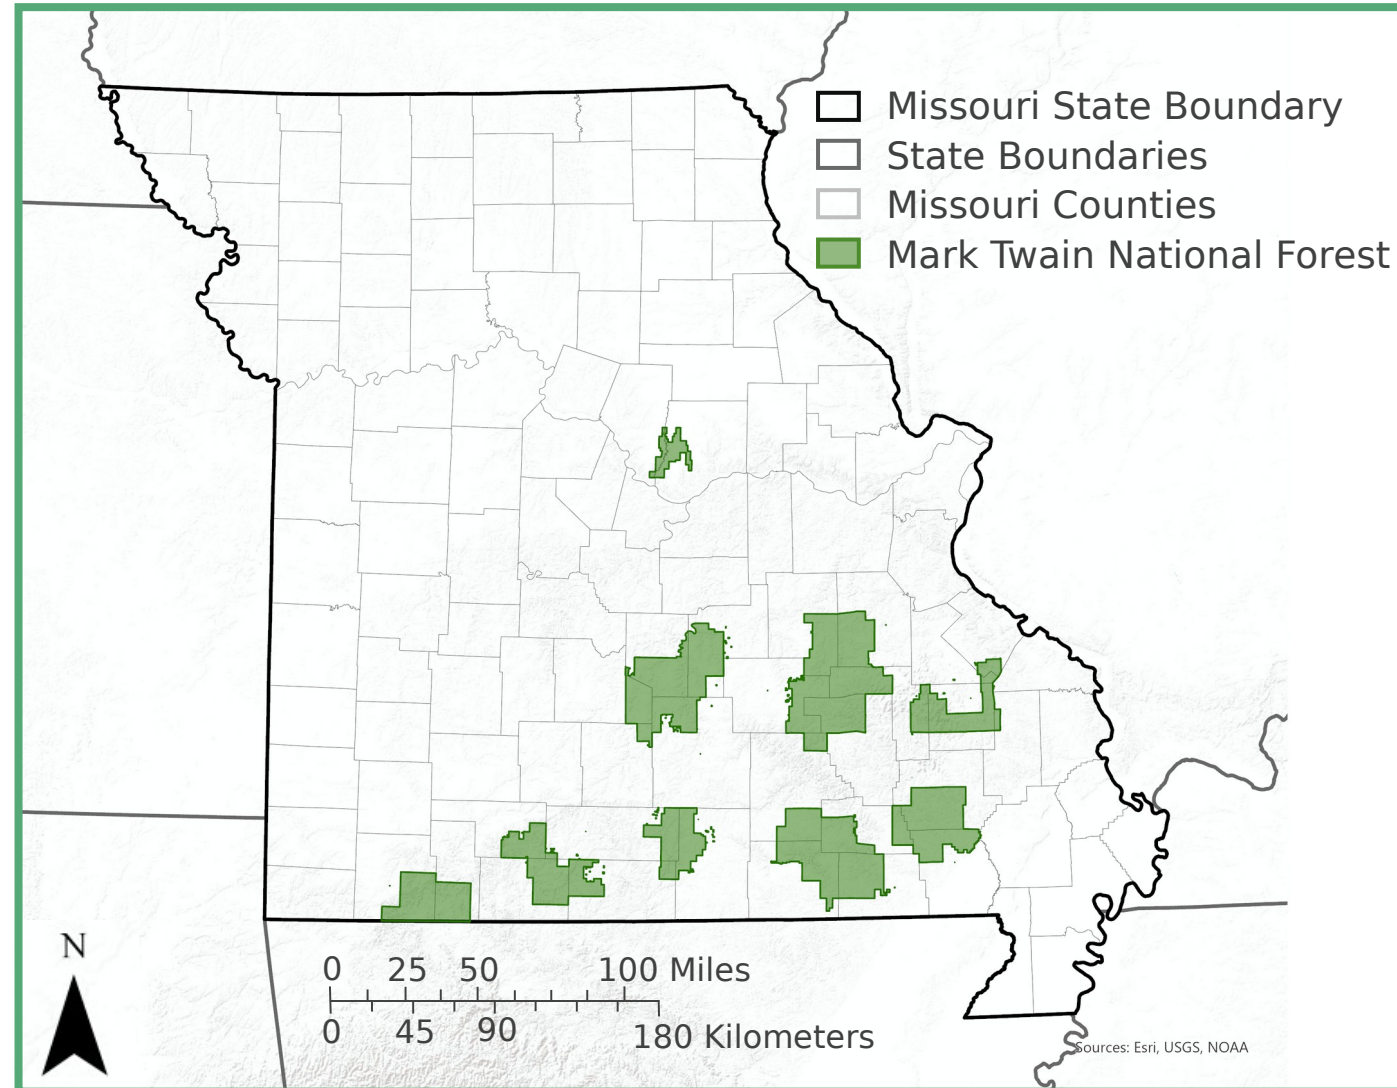 Missouri State Boundary
State Boundaries
Missouri Counties
Mark Twain National Forest
N
0 25 50 100 Miles
0 45 90 180 Kilometers
Sources: Esri, USGS, NOAA